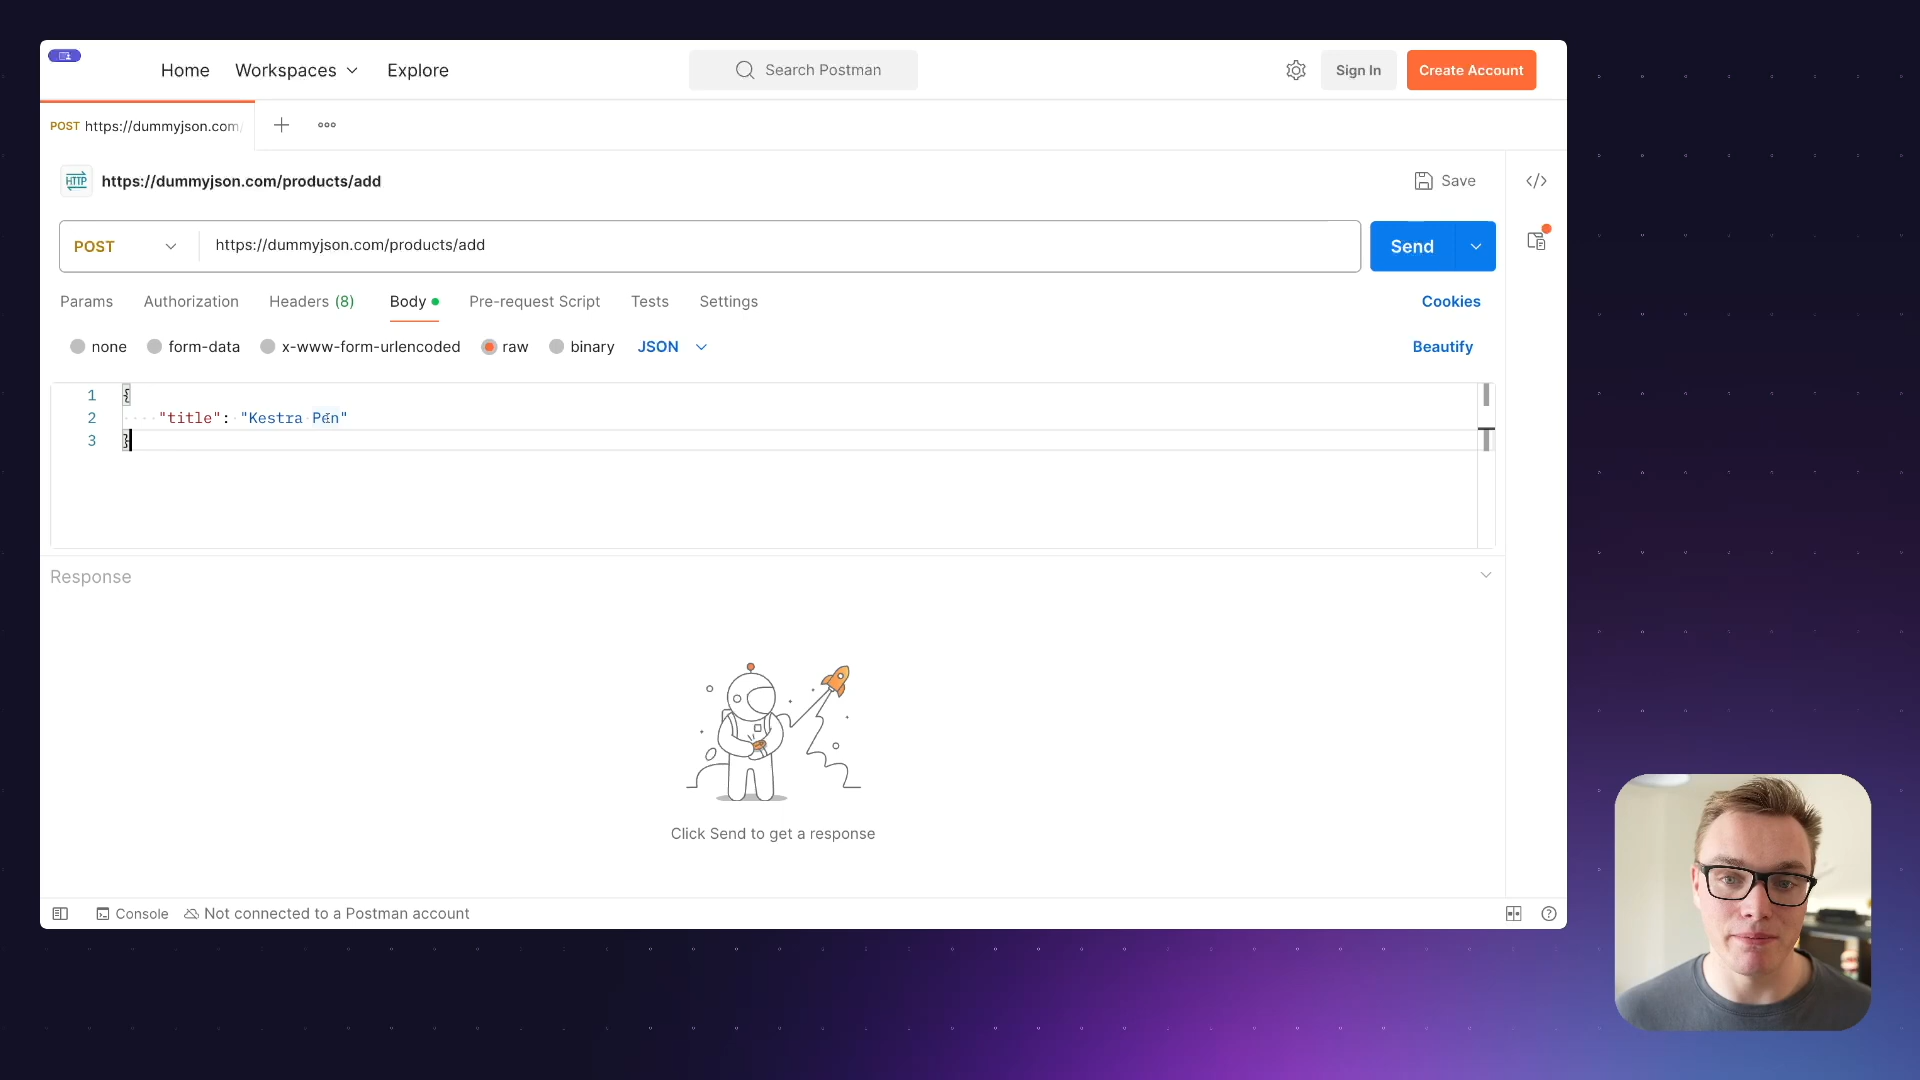 Home Workspaces Explore Search Postman Sign In Create Account
POST https://dummyjson.com/
HTTP https://dummyjson.com/products/add Save </>
POST https://dummyjson.com/products/add Send
Params Authorization Headers (8) Body Pre-request Script Tests Settings Cookies
none form-data x-www-form-urlencoded raw binary JSON Beautify
1 {
2 "title": "Kestra Pen"
3 }
Response
Click Send to get a response
Console Not connected to a Postman account